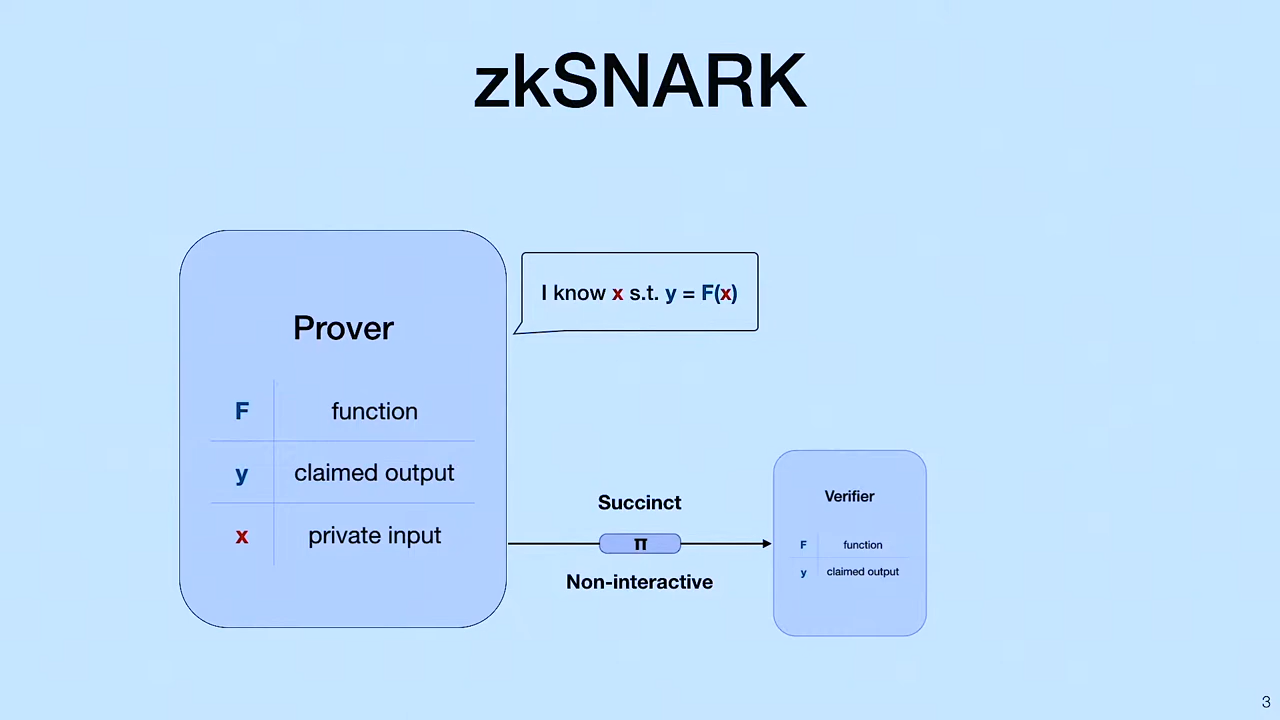 zkSNARK
I know x s.t. y = F(x)
Prover
F function
y claimed output
x private input
Succinct
π
Non-interactive
Verifier
F function
y claimed output
3